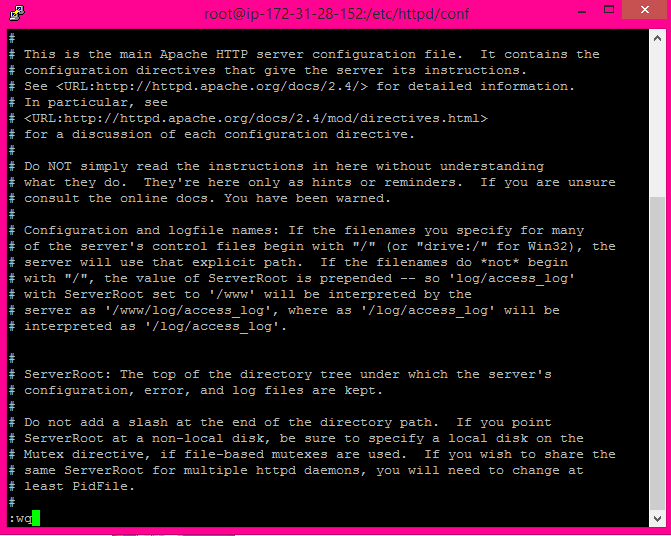 root@ip-172-31-28-152:/etc/httpd/conf
#
# This is the main Apache HTTP server configuration file.  It contains the
# configuration directives that give the server its instructions.
# See <URL:http://httpd.apache.org/docs/2.4/> for detailed information.
# In particular, see
# <URL:http://httpd.apache.org/docs/2.4/mod/directives.html>
# for a discussion of each configuration directive.
#
# Do NOT simply read the instructions in here without understanding
# what they do.  They're here only as hints or reminders.  If you are unsure
# consult the online docs. You have been warned.
#
# Configuration and logfile names: If the filenames you specify for many
# of the server's control files begin with "/" (or "drive:/" for Win32), the
# server will use that explicit path.  If the filenames do *not* begin
# with "/", the value of ServerRoot is prepended -- so 'log/access_log'
# with ServerRoot set to '/www' will be interpreted by the
# server as '/www/log/access_log', where as '/log/access_log' will be
# interpreted as '/log/access_log'.
#
# ServerRoot: The top of the directory tree under which the server's
# configuration, error, and log files are kept.
#
# Do not add a slash at the end of the directory path.  If you point
# ServerRoot at a non-local disk, be sure to specify a local disk on the
# Mutex directive, if file-based mutexes are used.  If you wish to share the
# same ServerRoot for multiple httpd daemons, you will need to change at
# least PidFile.
#
:wq